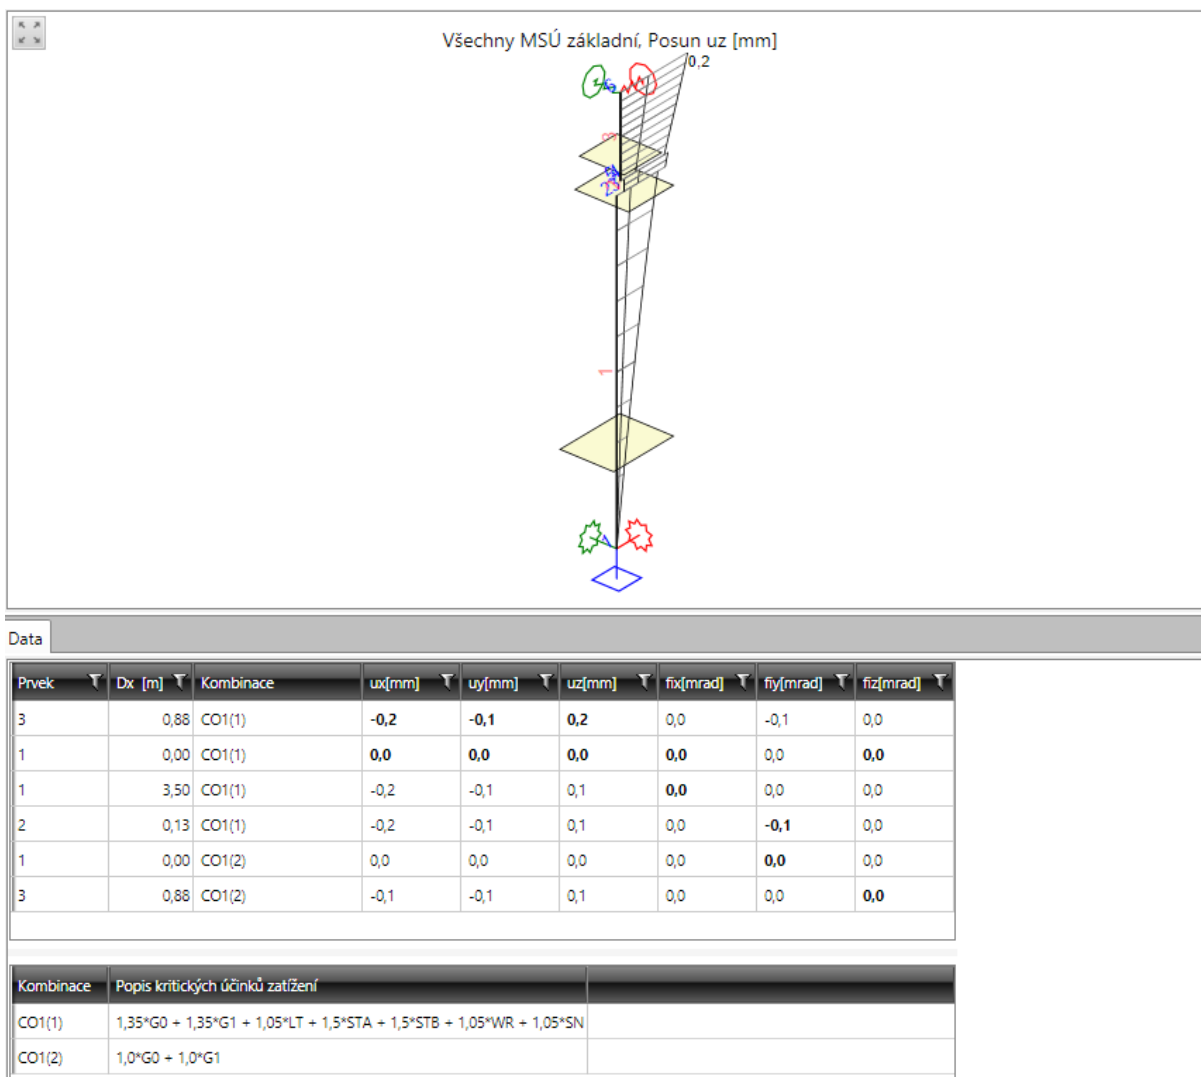 Všechny MSÚ základní, Posun uz [mm]
0,2
3
1
Data
Prvek Dx [m] Kombinace ux[mm] uy[mm] uz[mm] fix[mrad] fiy[mrad] fiz[mrad]
3 0,88 CO1(1) -0,2 -0,1 0,2 0,0 -0,1 0,0
1 0,00 CO1(1) 0,0 0,0 0,0 0,0 0,0 0,0
1 3,50 CO1(1) -0,2 -0,1 0,1 0,0 0,0 0,0
2 0,13 CO1(1) -0,2 -0,1 0,1 0,0 -0,1 0,0
1 0,00 CO1(2) 0,0 0,0 0,0 0,0 0,0 0,0
3 0,88 CO1(2) -0,1 -0,1 0,1 0,0 0,0 0,0
Kombinace Popis kritických účinků zatížení
CO1(1) 1,35*G0 + 1,35*G1 + 1,05*LT + 1,5*STA + 1,5*STB + 1,05*WR + 1,05*SN
CO1(2) 1,0*G0 + 1,0*G1